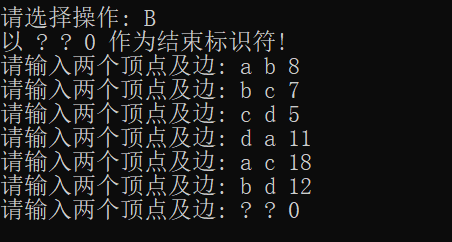 请选择操作: B
以 ? ? 0 作为结束标识符!
请输入两个顶点及边: a b 8
请输入两个顶点及边: b c 7
请输入两个顶点及边: c d 5
请输入两个顶点及边: d a 11
请输入两个顶点及边: a c 18
请输入两个顶点及边: b d 12
请输入两个顶点及边: ? ? 0